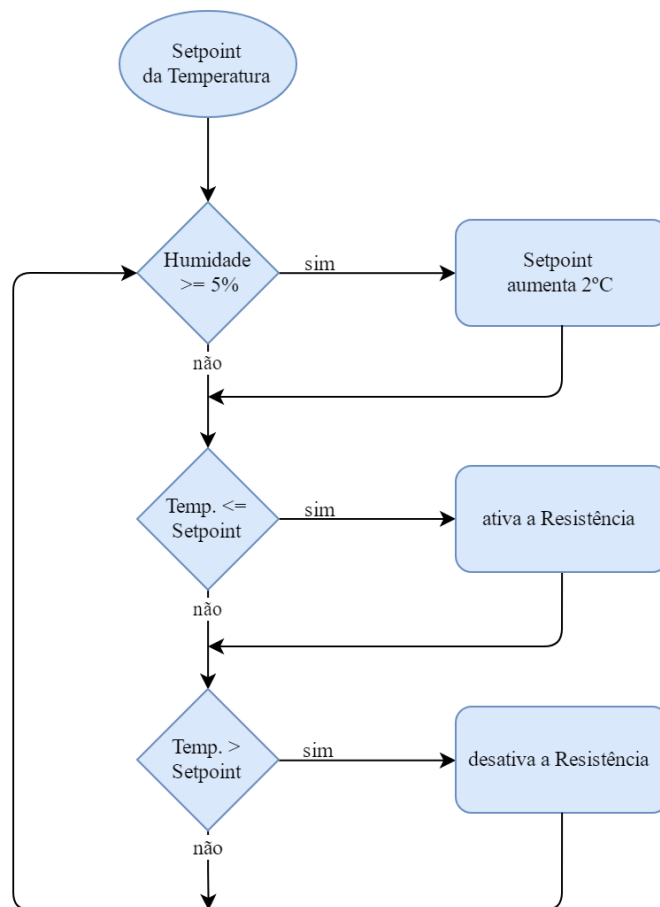 Setpoint
da Temperatura
Humidade
>= 5%
sim
Setpoint
aumenta 2ºC
não
Temp. <=
Setpoint
sim
ativa a Resistência
não
Temp. >
Setpoint
sim
desativa a Resistência
não